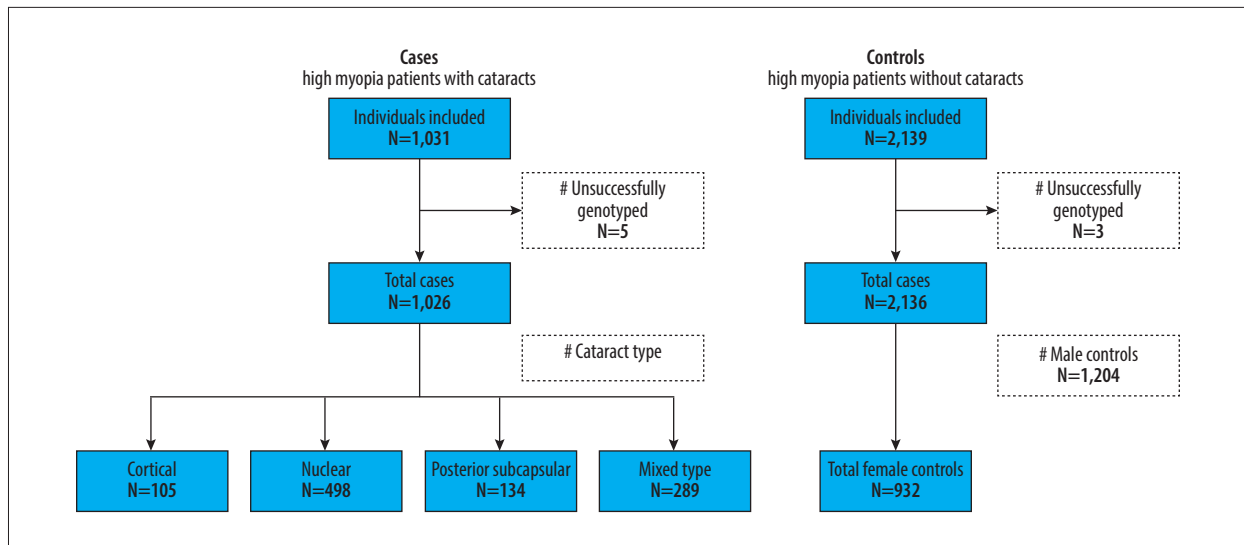 Cases
high myopia patients with cataracts
Individuals included
N=1,031
# Unsuccessfully
genotyped
N=5
Total cases
N=1,026
# Cataract type
Cortical
N=105
Nuclear
N=498
Posterior subcapsular
N=134
Mixed type
N=289
Controls
high myopia patients without cataracts
Individuals included
N=2,139
# Unsuccessfully
genotyped
N=3
Total cases
N=2,136
# Male controls
N=1,204
Total female controls
N=932